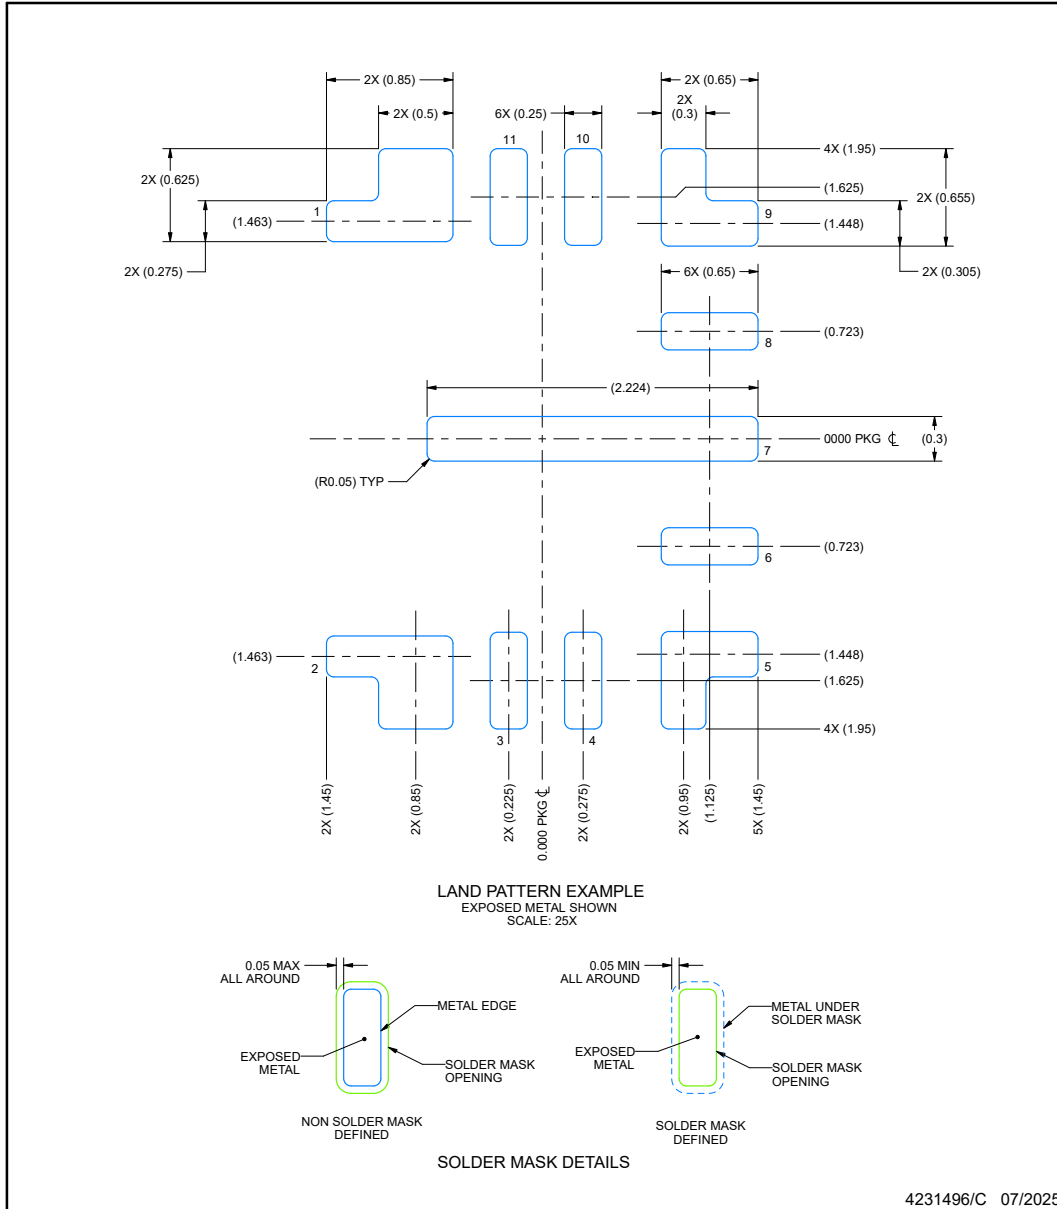 2X (0.85)
2X (0.65)
2X (0.5)
6X (0.25)
2X
(0.3)
11
10
4X (1.95)
2X (0.625)
(1.625)
2X (0.655)
1
9
(1.463)
(1.448)
2X (0.275)
6X (0.65)
2X (0.305)
(0.723)
8
(2.224)
0000 PKG ℄
(0.3)
7
(R0.05) TYP
(0.723)
6
(1.463)
2
(1.448)
5
(1.625)
3
4
4X (1.95)
2X (1.45)
2X (0.85)
2X (0.225)
0.000 PKG ℄
2X (0.275)
2X (0.95)
(1.125)
5X (1.45)
LAND PATTERN EXAMPLE
EXPOSED METAL SHOWN
SCALE: 25X
0.05 MAX
ALL AROUND
METAL EDGE
EXPOSED
METAL
SOLDER MASK
OPENING
NON SOLDER MASK
DEFINED
0.05 MIN
ALL AROUND
METAL UNDER
SOLDER MASK
EXPOSED
METAL
SOLDER MASK
OPENING
SOLDER MASK
DEFINED
SOLDER MASK DETAILS
4231496/C 07/2025